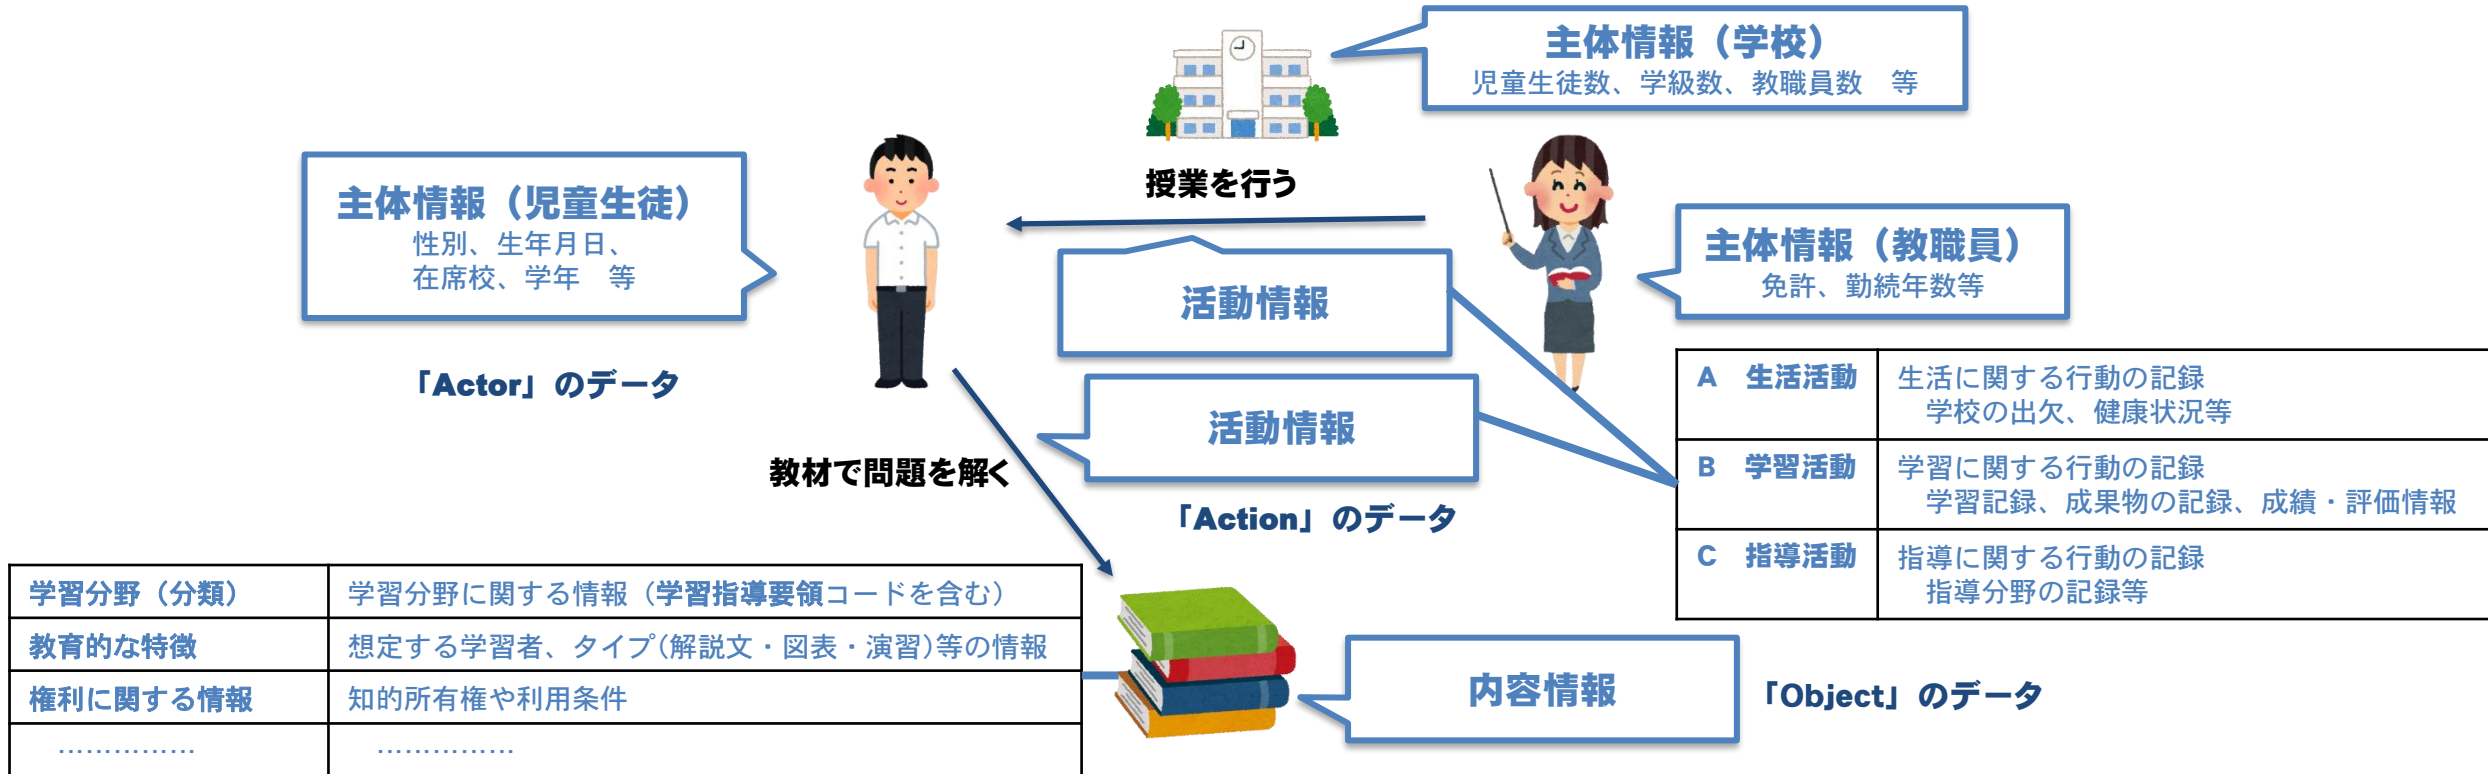 主体情報（学校）
児童生徒数、学級数、教職員数　等
授業を行う
主体情報（児童生徒）
性別、生年月日、
在席校、学年　等
主体情報（教職員）
免許、勤続年数等
活動情報
「Actor」のデータ
活動情報
教材で問題を解く
「Action」のデータ
A　生活活動
生活に関する行動の記録
学校の出欠、健康状況等
B　学習活動
学習に関する行動の記録
学習記録、成果物の記録、成績・評価情報
C　指導活動
指導に関する行動の記録
指導分野の記録等
学習分野（分類）
学習分野に関する情報（学習指導要領コードを含む）
教育的な特徴
想定する学習者、タイプ(解説文・図表・演習)等の情報
権利に関する情報
知的所有権や利用条件
……………
……………
内容情報
「Object」のデータ